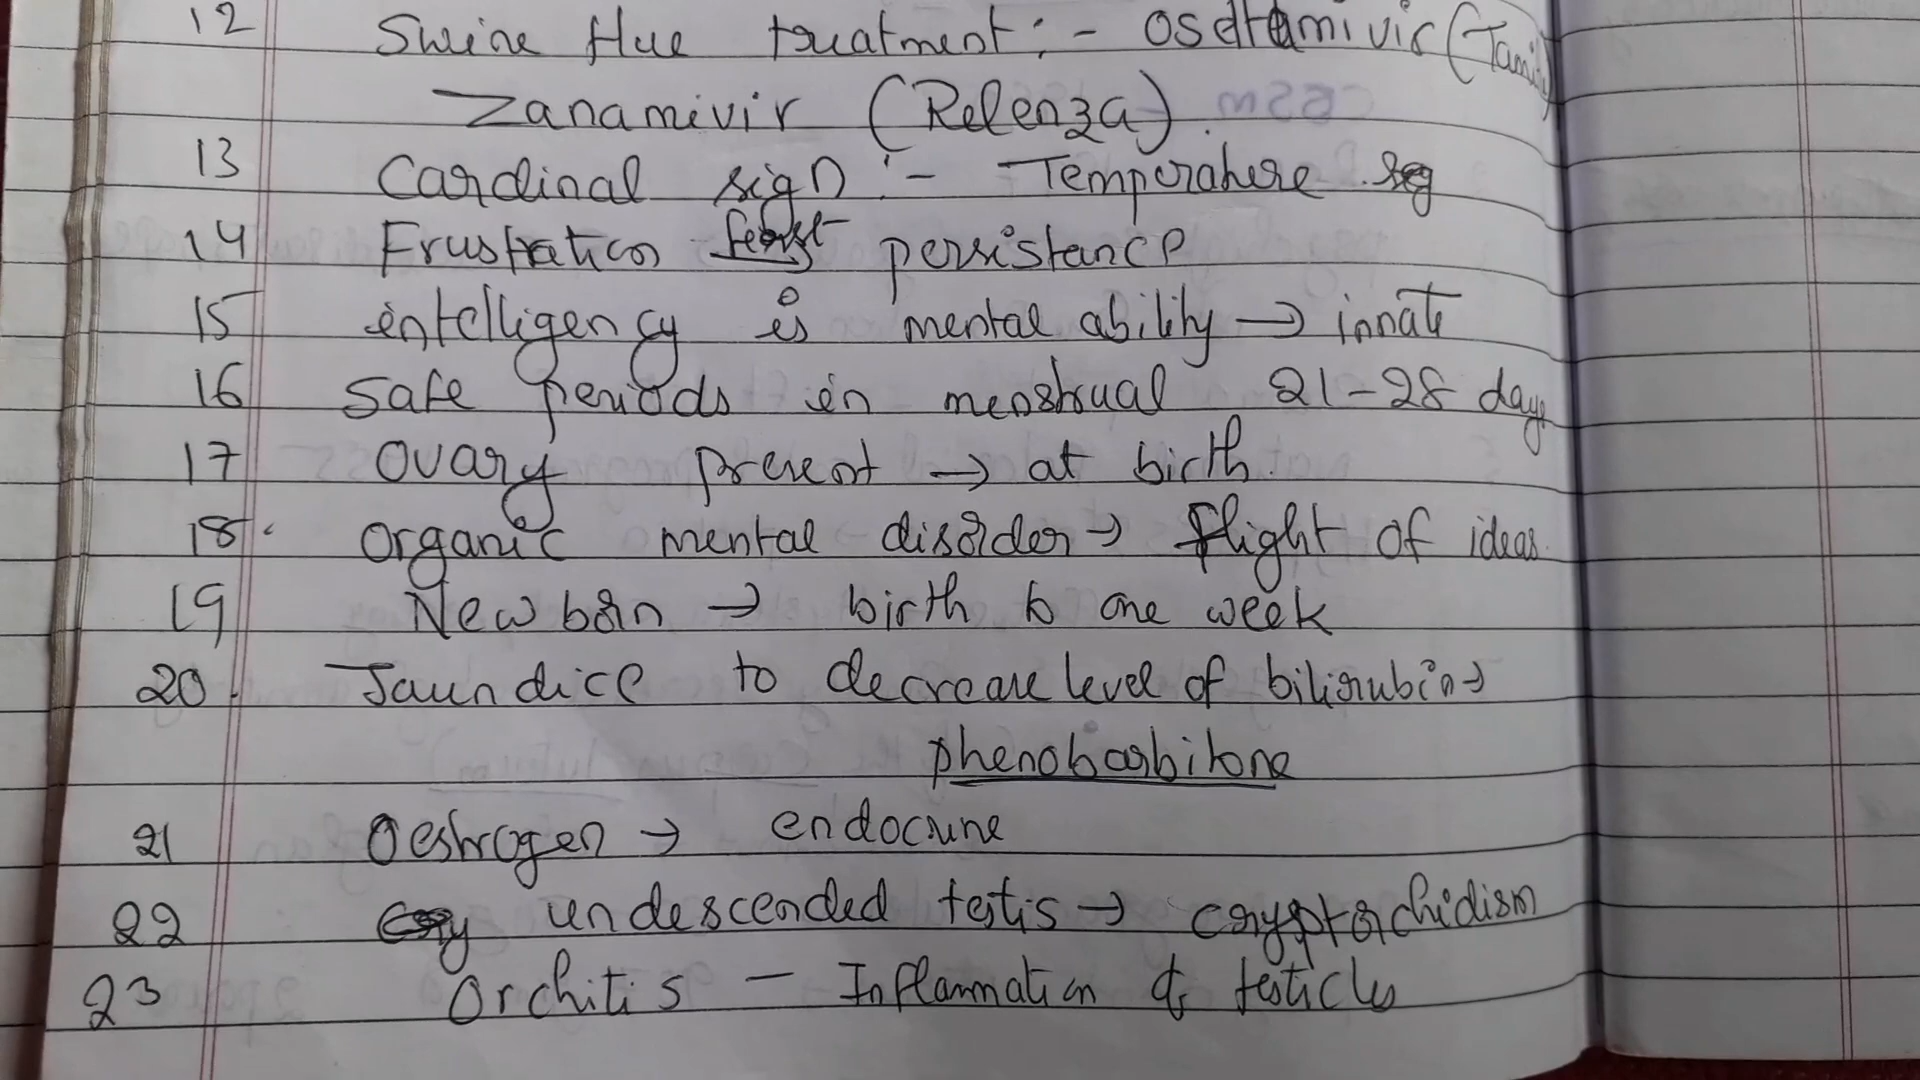 12 Swine flue treatment :- Oseltamivir (Tami
Zanamivir (Relenza).
13 Cardinal sign :- Temperature
14 Frustration persistance
15 intelligency is mental ability → innate
16 Safe periods in menstrual 21-28 days
17 Ovary present → at birth.
18. Organic mental disorder → flight of ideas.
19 New born → birth to one week
20. Jaundice to decrease level of bilirubin →
phenobarbitone
21 Oestrogen → endocrine
22 undescended testis → cryptorchidism
23 Orchitis - Inflammation of testicles